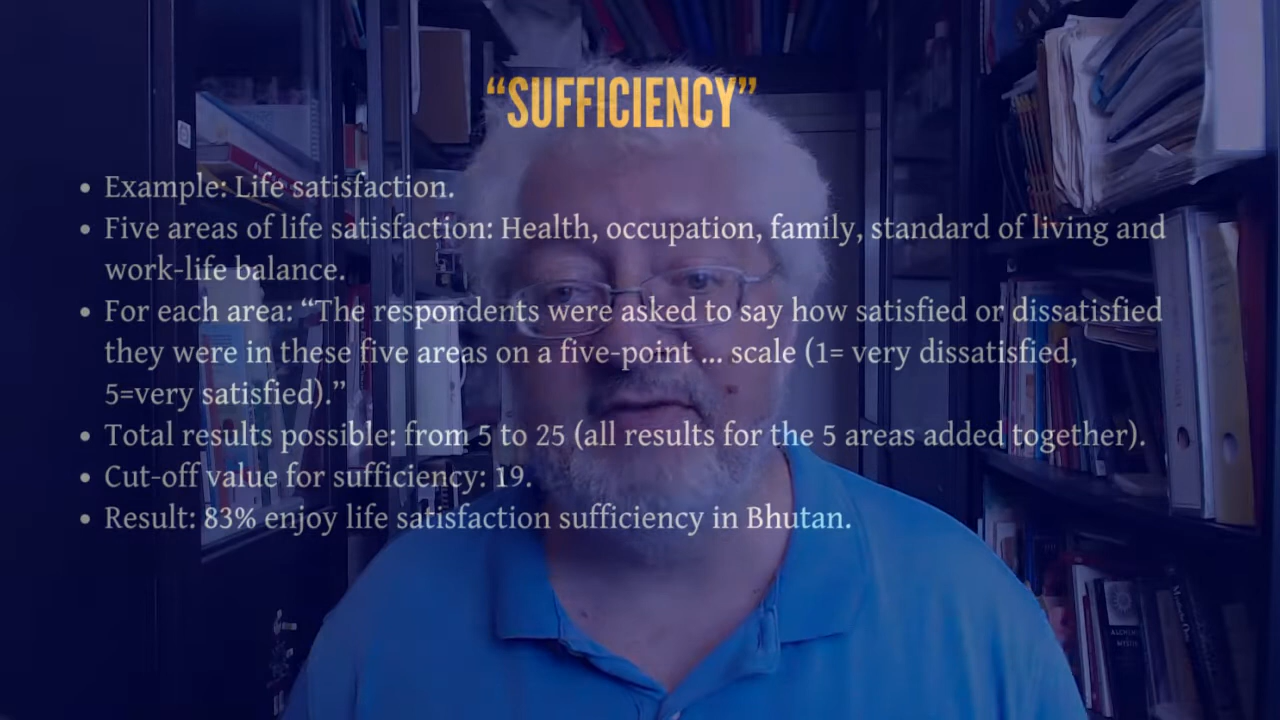 “SUFFICIENCY”
• Example: Life satisfaction.
• Five areas of life satisfaction: Health, occupation, family, standard of living and
work-life balance.
• For each area: “The respondents were asked to say how satisfied or dissatisfied
they were in these five areas on a five-point ... scale (1= very dissatisfied,
5=very satisfied).”
• Total results possible: from 5 to 25 (all results for the 5 areas added together).
• Cut-off value for sufficiency: 19.
• Result: 83% enjoy life satisfaction sufficiency in Bhutan.